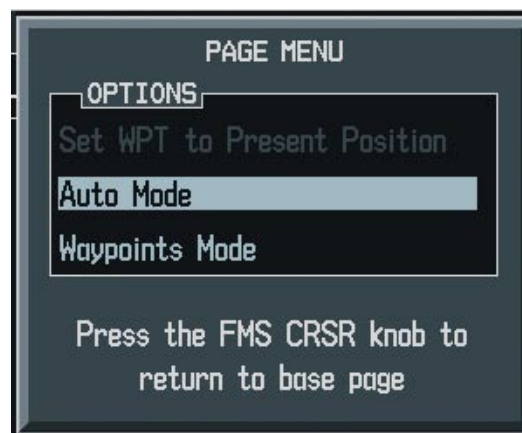 PAGE MENU
OPTIONS
Set WPT to Present Position
Auto Mode
Waypoints Mode
Press the FMS CRSR knob to
return to base page